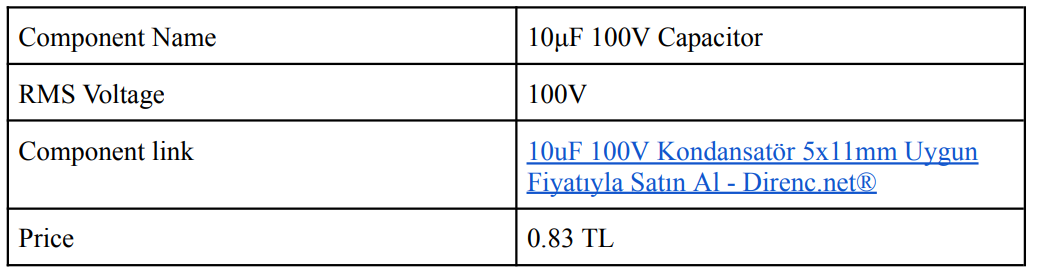 Component Name
10μF 100V Capacitor
RMS Voltage
100V
Component link
10uF 100V Kondansatör 5x11mm Uygun
Fiyatıyla Satın Al - Direnc.net®
Price
0.83 TL